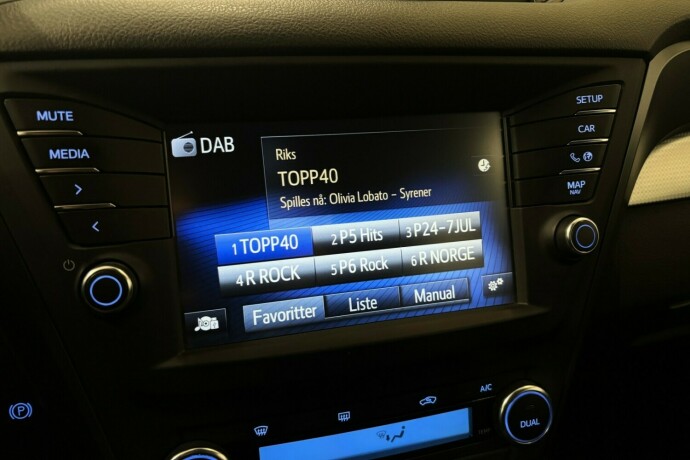 MUTE
MEDIA
>
<
DAB
Riks
TOPP40
Spilles nå: Olivia Lobato – Syrener
1 TOPP40
2 P5 Hits
3 P24-7JUL
4 R ROCK
5 P6 Rock
6 R NORGE
Favoritter
Liste
Manual
SETUP
CAR
MAP
NAV
A/C
DUAL
P